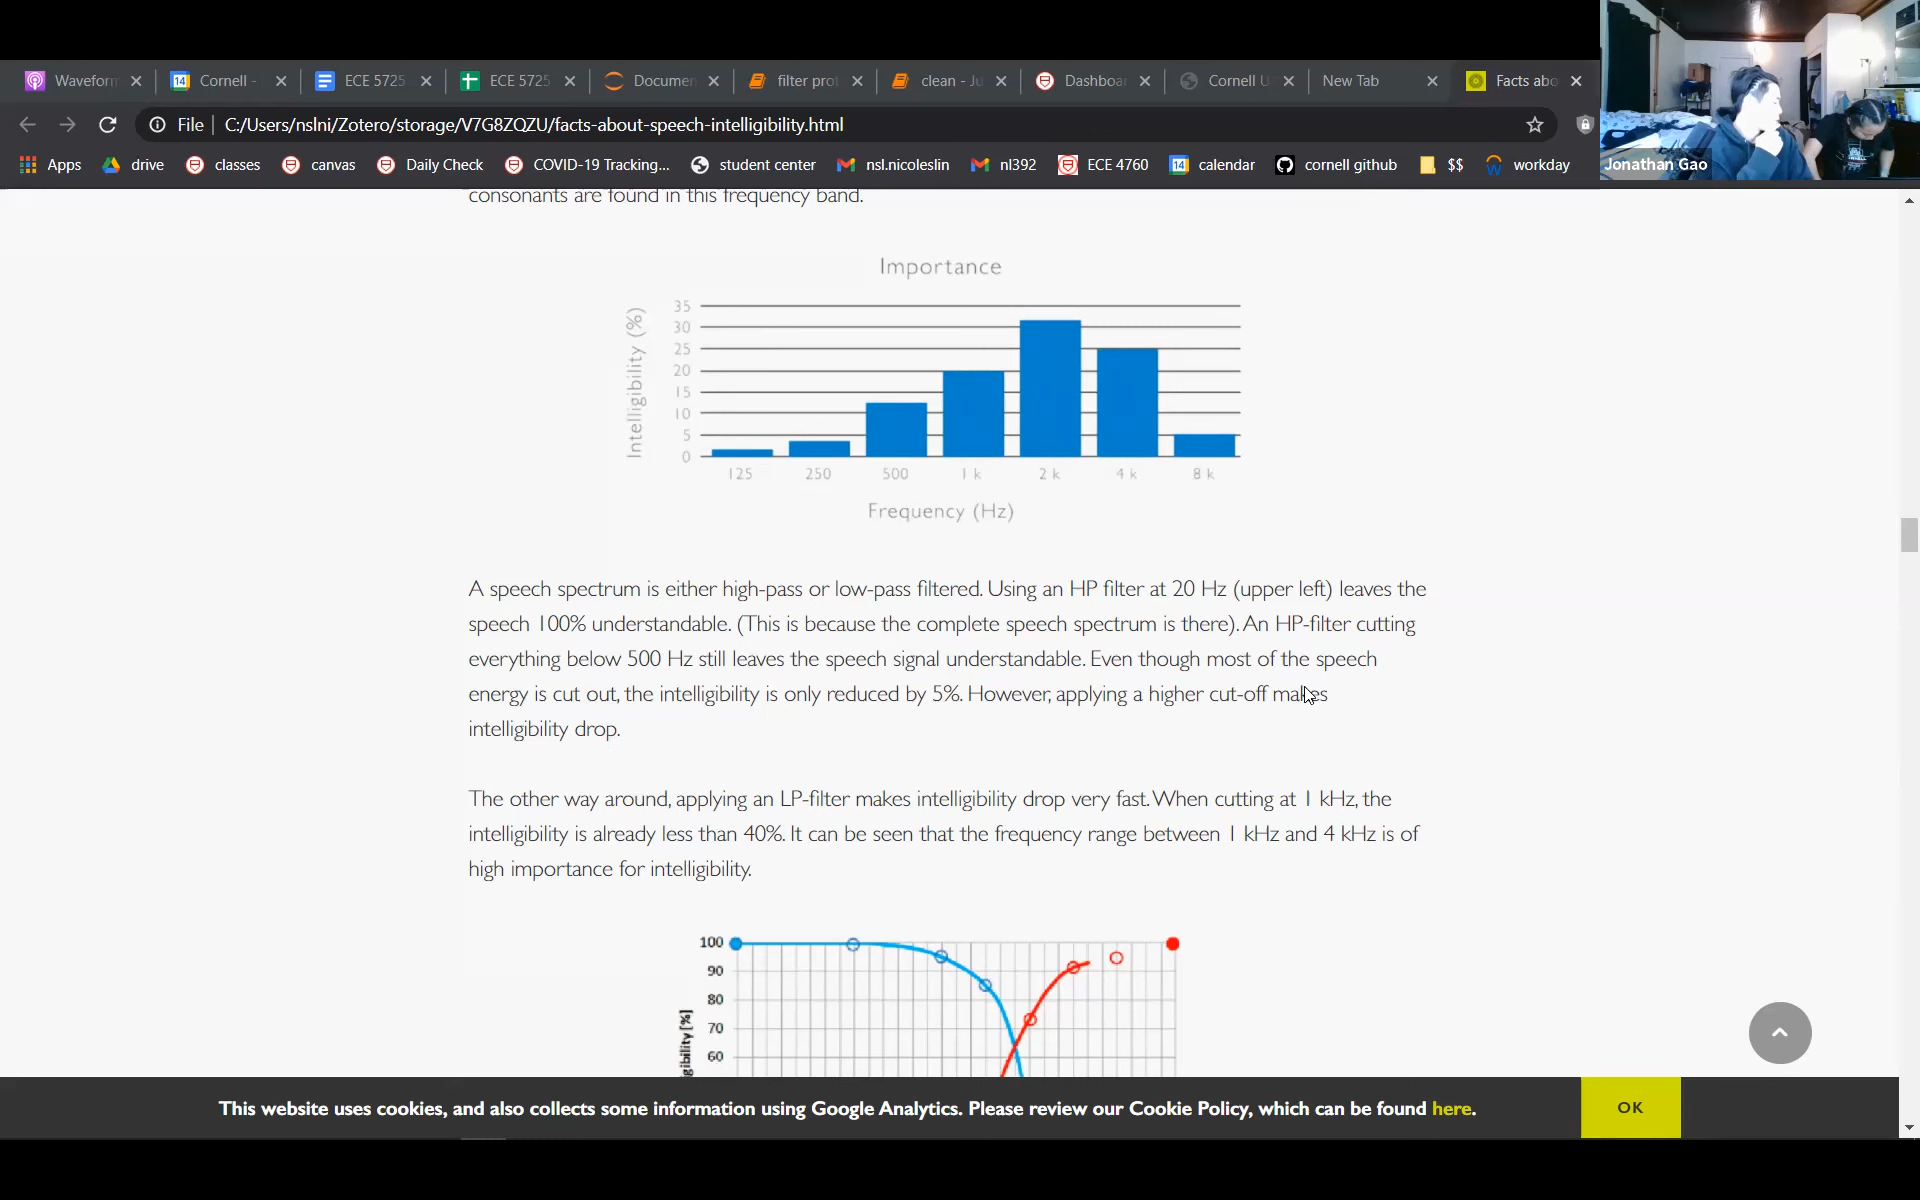 Waveform
Cornell -
ECE 5725
ECE 5725
Documen
filter prot
clean - Ju
Dashboar
Cornell U
New Tab
Facts abo
File
C:/Users/nslni/Zotero/storage/V7G8ZQZU/facts-about-speech-intelligibility.html
Apps
drive
classes
canvas
Daily Check
COVID-19 Tracking...
student center
nsl.nicoleslin
nl392
ECE 4760
calendar
cornell github
$$
workday
Jonathan Gao
consonants are found in this frequency band.
Importance
Intelligibility (%)
35
30
25
20
15
10
5
0
125
250
500
1 k
2 k
4 k
8 k
Frequency (Hz)
A speech spectrum is either high-pass or low-pass filtered. Using an HP filter at 20 Hz (upper left) leaves the
speech 100% understandable. (This is because the complete speech spectrum is there). An HP-filter cutting
everything below 500 Hz still leaves the speech signal understandable. Even though most of the speech
energy is cut out, the intelligibility is only reduced by 5%. However, applying a higher cut-off makes
intelligibility drop.
The other way around, applying an LP-filter makes intelligibility drop very fast. When cutting at 1 kHz, the
intelligibility is already less than 40%. It can be seen that the frequency range between 1 kHz and 4 kHz is of
high importance for intelligibility.
100
90
80
70
60
gibility [%]
This website uses cookies, and also collects some information using Google Analytics. Please review our Cookie Policy, which can be found here.
OK